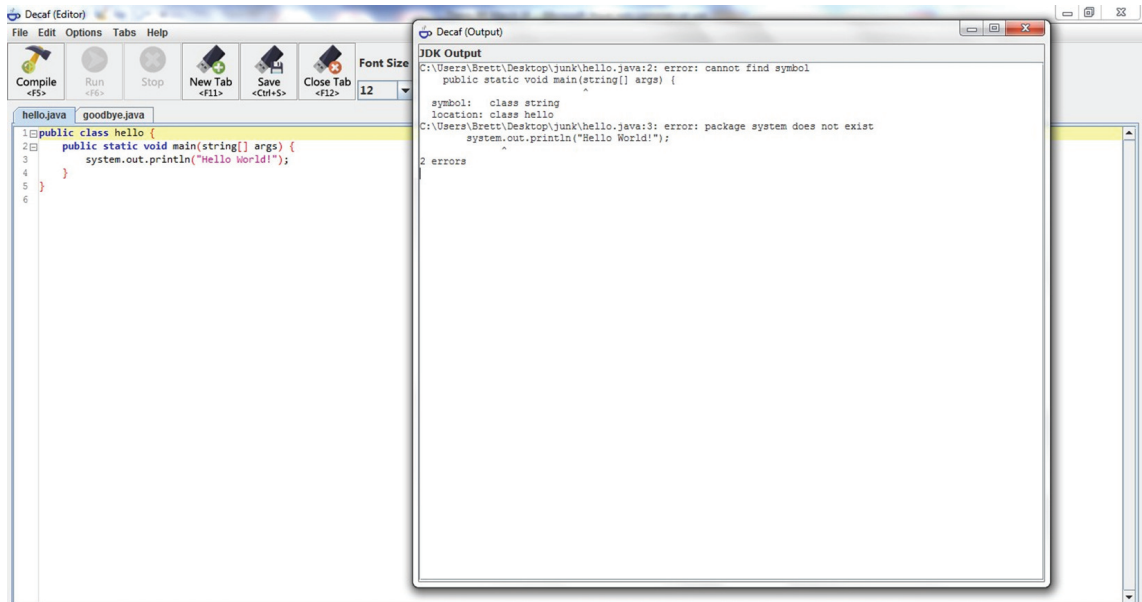 Decaf (Editor)
File Edit Options Tabs Help
Compile
<F5>
Run
<F6>
Stop
New Tab
<F11>
Save
<Ctrl+S>
Close Tab
<F12>
Font Size
12
hello.java
goodbye.java
1 public class hello {
2 public static void main(string[] args) {
3 system.out.println("Hello World!");
4 }
5 }
6
Decaf (Output)
JDK Output
C:\Users\Brett\Desktop\junk\hello.java:2: error: cannot find symbol
public static void main(string[] args) {
^
symbol: class string
location: class hello
C:\Users\Brett\Desktop\junk\hello.java:3: error: package system does not exist
system.out.println("Hello World!");
^
2 errors